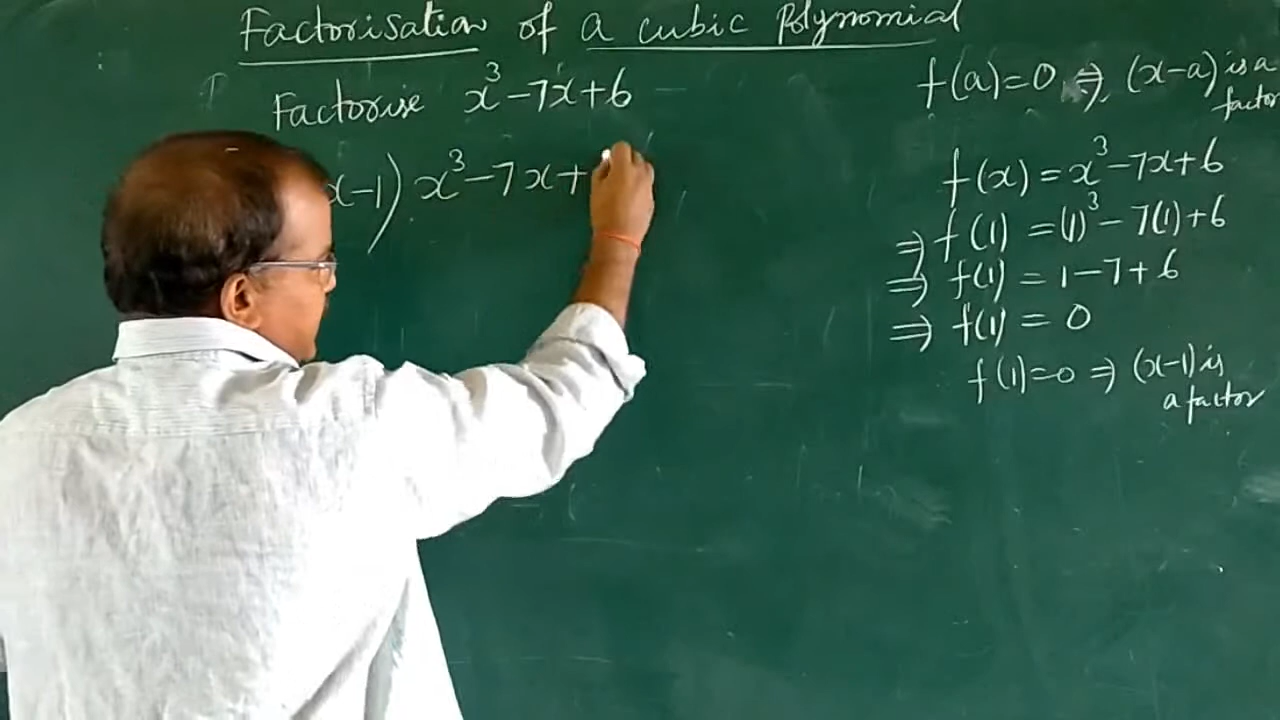 Factorisation of a cubic Polynomial
Factorise x³-7x+6
x-1) x³-7x+
f(a)=0 ⇒ (x-a) is a
factor
f(x) = x³-7x+6
⇒ f(1) = (1)³-7(1)+6
⇒ f(1) = 1-7+6
⇒ f(1) = 0
f(1)=0 ⇒ (x-1) is
a factor